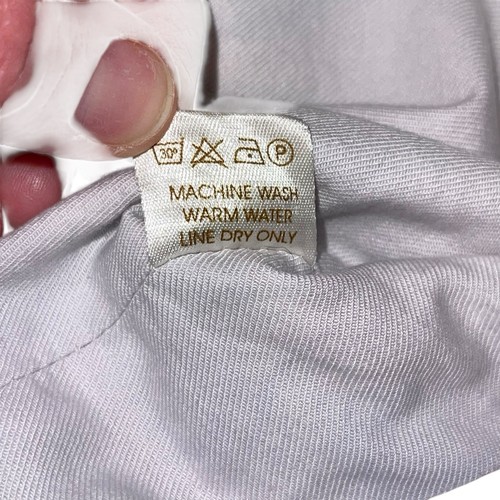 30° P
MACHINE WASH
WARM WATER
LINE DRY ONLY